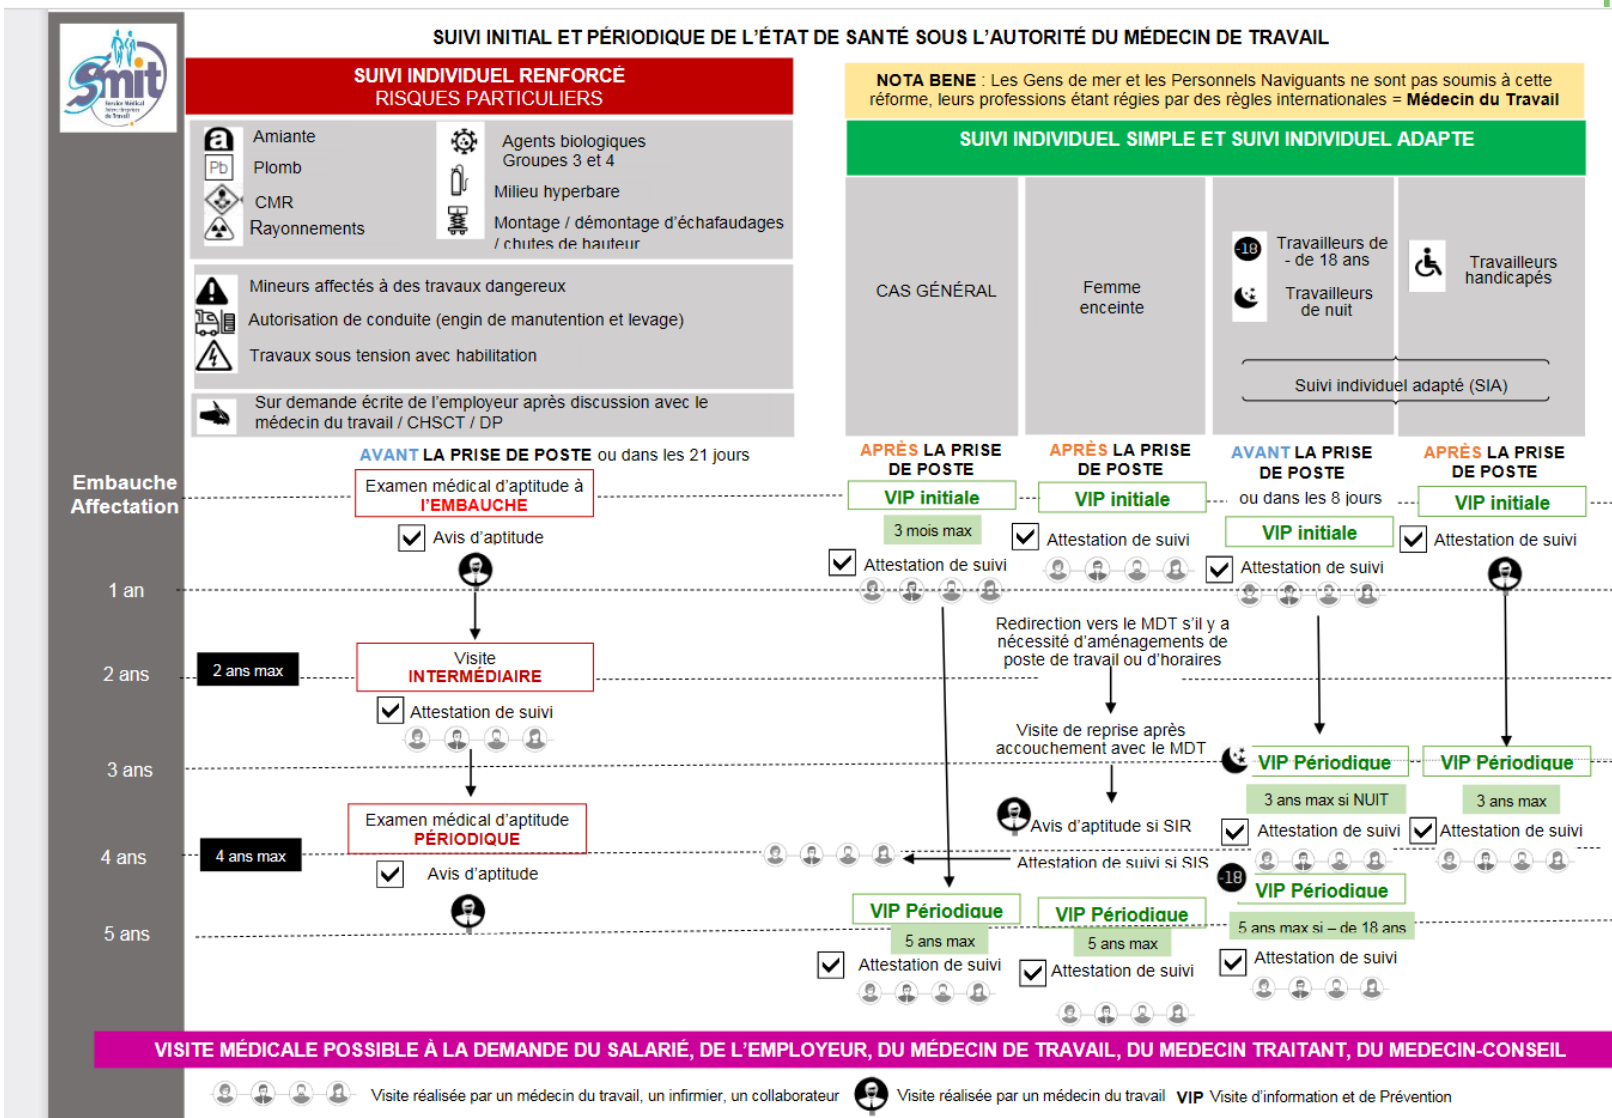 SUIVI INITIAL ET PÉRIODIQUE DE L'ÉTAT DE SANTÉ SOUS L'AUTORITÉ DU MÉDECIN DE TRAVAIL
Smit
Service Médical
du Travail
SUIVI INDIVIDUEL RENFORCÉ
RISQUES PARTICULIERS
a
Amiante
Pb
Plomb
CMR
Rayonnements
Agents biologiques
Groupes 3 et 4
Milieu hyperbare
Montage / démontage d'échafaudages
/ chutes de hauteur
Mineurs affectés à des travaux dangereux
Autorisation de conduite (engin de manutention et levage)
Travaux sous tension avec habilitation
Sur demande écrite de l'employeur après discussion avec le
médecin du travail / CHSCT / DP
NOTA BENE : Les Gens de mer et les Personnels Naviguants ne sont pas soumis à cette
réforme, leurs professions étant régies par des règles internationales = Médecin du Travail
SUIVI INDIVIDUEL SIMPLE ET SUIVI INDIVIDUEL ADAPTE
CAS GÉNÉRAL
Femme
enceinte
-18
Travailleurs de
- de 18 ans
Travailleurs
de nuit
Travailleurs
handicapés
Suivi individuel adapté (SIA)
Embauche
Affectation
1 an
2 ans
3 ans
4 ans
5 ans
2 ans max
4 ans max
AVANT LA PRISE DE POSTE ou dans les 21 jours
Examen médical d'aptitude à
l'EMBAUCHE
Avis d'aptitude
Visite
INTERMÉDIAIRE
Attestation de suivi
Examen médical d'aptitude
PÉRIODIQUE
Avis d'aptitude
APRÈS LA PRISE
DE POSTE
VIP initiale
3 mois max
Attestation de suivi
VIP Périodique
5 ans max
Attestation de suivi
APRÈS LA PRISE
DE POSTE
VIP initiale
Attestation de suivi
Redirection vers le MDT s'il y a
nécessité d'aménagements de
poste de travail ou d'horaires
Visite de reprise après
accouchement avec le MDT
Avis d'aptitude si SIR
Attestation de suivi si SIS
VIP Périodique
5 ans max
Attestation de suivi
AVANT LA PRISE
DE POSTE
ou dans les 8 jours
VIP initiale
Attestation de suivi
VIP Périodique
3 ans max si NUIT
Attestation de suivi
-18
VIP Périodique
5 ans max si – de 18 ans
Attestation de suivi
APRÈS LA PRISE
DE POSTE
VIP initiale
Attestation de suivi
VIP Périodique
3 ans max
Attestation de suivi
VISITE MÉDICALE POSSIBLE À LA DEMANDE DU SALARIÉ, DE L'EMPLOYEUR, DU MÉDECIN DE TRAVAIL, DU MEDECIN TRAITANT, DU MEDECIN-CONSEIL
Visite réalisée par un médecin du travail, un infirmier, un collaborateur
Visite réalisée par un médecin du travail
VIP Visite d'information et de Prévention